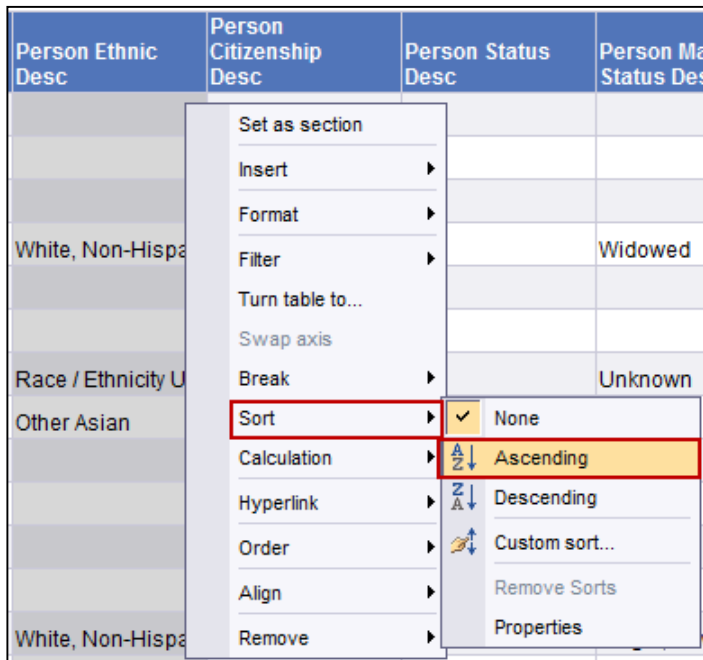 Person Ethnic
Desc
Person
Citizenship
Desc
Person Status
Desc
Person Ma
Status Des
Set as section
Insert
Format
White, Non-Hispa
Widowed
Filter
Turn table to...
Swap axis
Race / Ethnicity U
Break
Unknown
Other Asian
Sort
None
Calculation
Ascending
Hyperlink
Descending
Order
Custom sort...
Align
Remove Sorts
White, Non-Hispa
Remove
Properties